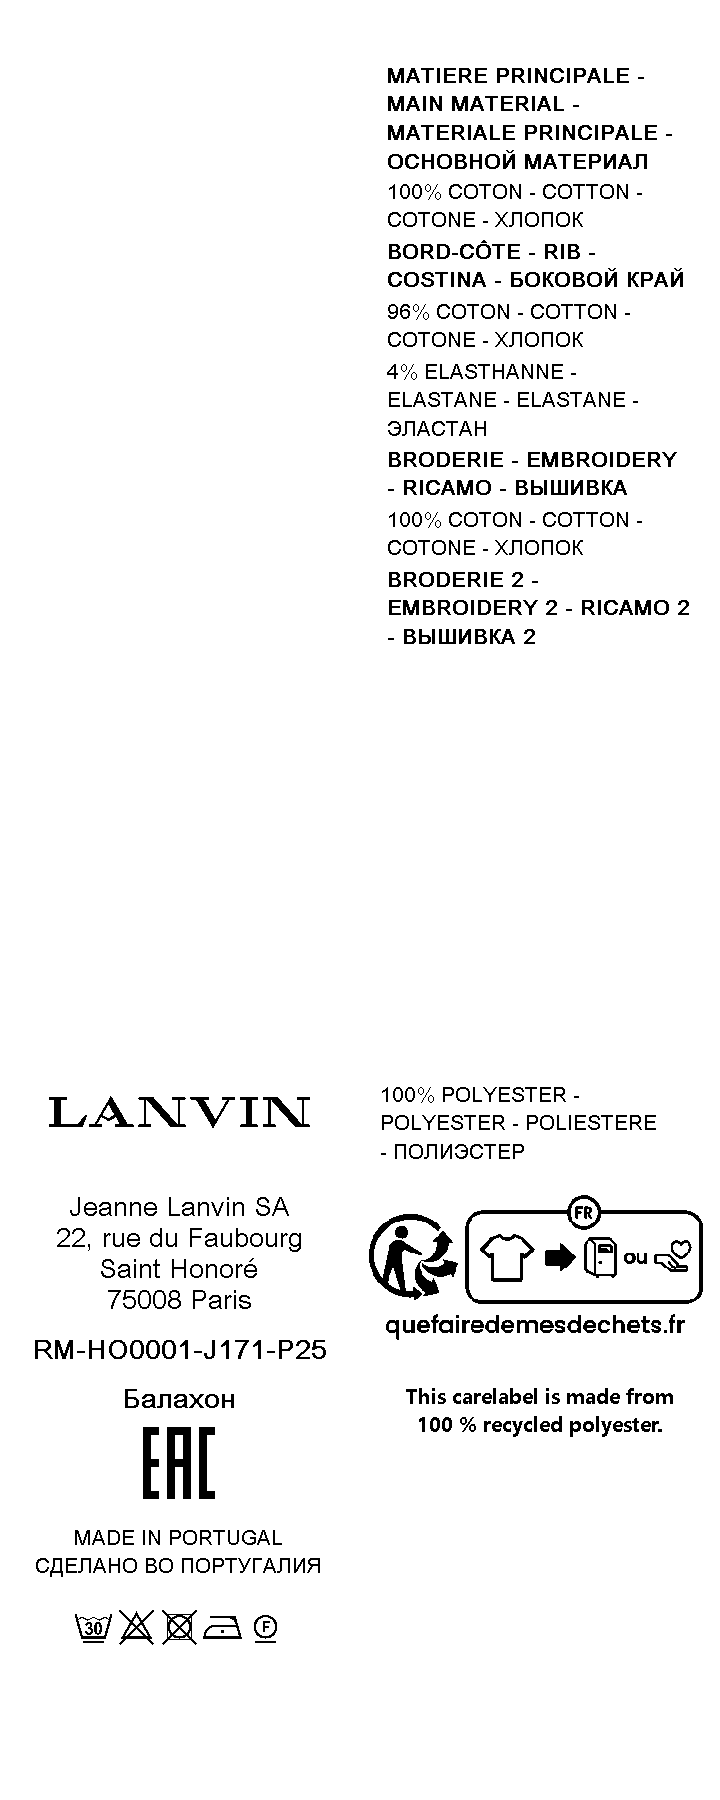 MATIERE PRINCIPALE -
MAIN MATERIAL -
MATERIALE PRINCIPALE -
ОСНОВНОЙ МАТЕРИАЛ
100% COTON - COTTON -
COTONE - ХЛОПОК
BORD-CÔTE - RIB -
COSTINA - БОКОВОЙ КРАЙ
96% COTON - COTTON -
COTONE - ХЛОПОК
4% ELASTHANNE -
ELASTANE - ELASTANE -
ЭЛАСТАН
BRODERIE - EMBROIDERY
- RICAMO - ВЫШИВКА
100% COTON - COTTON -
COTONE - ХЛОПОК
BRODERIE 2 -
EMBROIDERY 2 - RICAMO 2
- ВЫШИВКА 2
LANVIN
Jeanne Lanvin SA
22, rue du Faubourg
Saint Honoré
75008 Paris
RM-HO0001-J171-P25
Балахон
EAC
MADE IN PORTUGAL
СДЕЛАНО ВО ПОРТУГАЛИЯ
30 F
100% POLYESTER -
POLYESTER - POLIESTERE
- ПОЛИЭСТЕР
FR
ou
quefairedemesdechets.fr
This carelabel is made from
100 % recycled polyester.